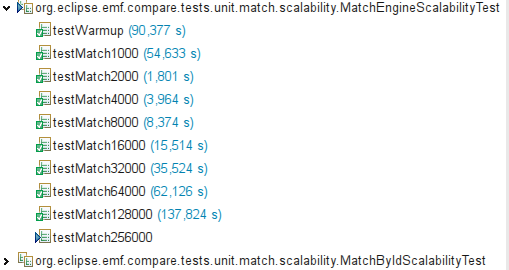 org.eclipse.emf.compare.tests.unit.match.scalability.MatchEngineScalabilityTest
testWarmup (90,377 s)
testMatch1000 (54,633 s)
testMatch2000 (1,801 s)
testMatch4000 (3,964 s)
testMatch8000 (8,374 s)
testMatch16000 (15,514 s)
testMatch32000 (35,524 s)
testMatch64000 (62,126 s)
testMatch128000 (137,824 s)
testMatch256000
org.eclipse.emf.compare.tests.unit.match.scalability.MatchByIdScalabilityTest